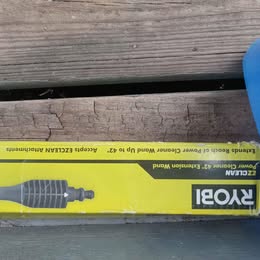 RYOBI
EZCLEAN
Power Cleaner 42" Extension Wand
Extends Reach of Power Cleaner Wand Up to 42"
Accepts EZCLEAN Attachments